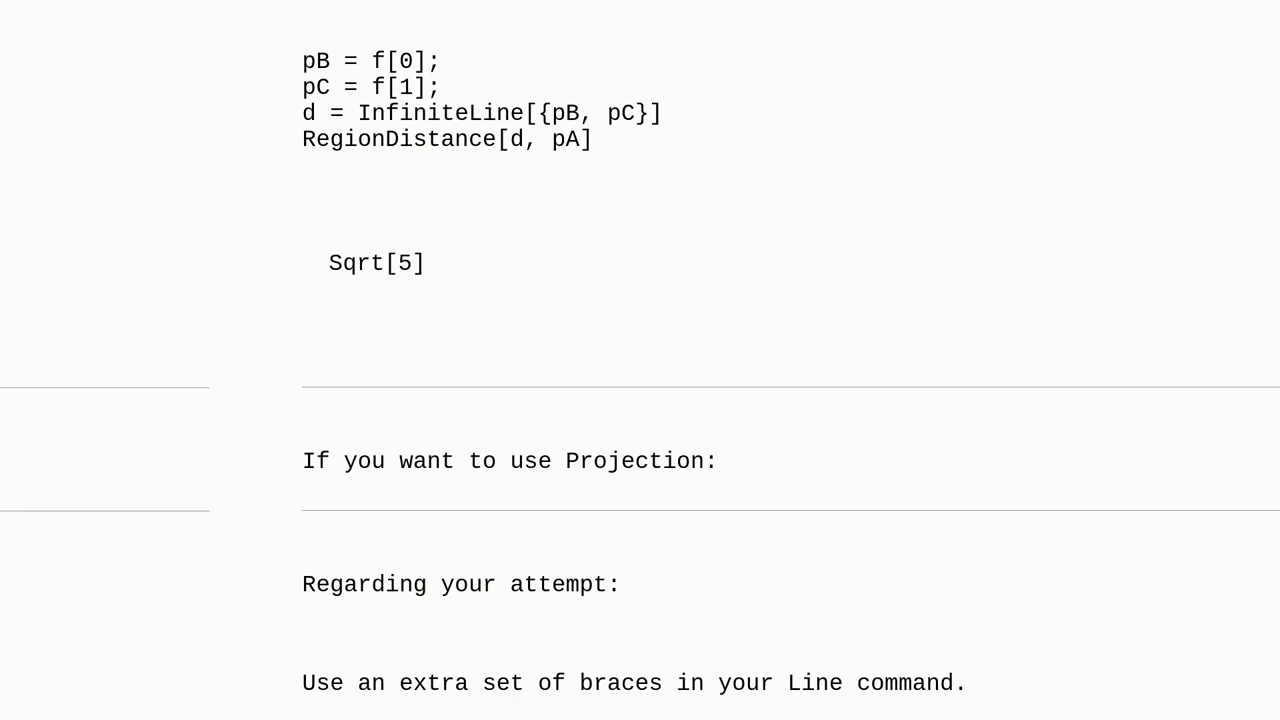 pB = f[0];
pC = f[1];
d = InfiniteLine[{pB, pC}]
RegionDistance[d, pA]
Sqrt[5]
If you want to use Projection:
Regarding your attempt:
Use an extra set of braces in your Line command.